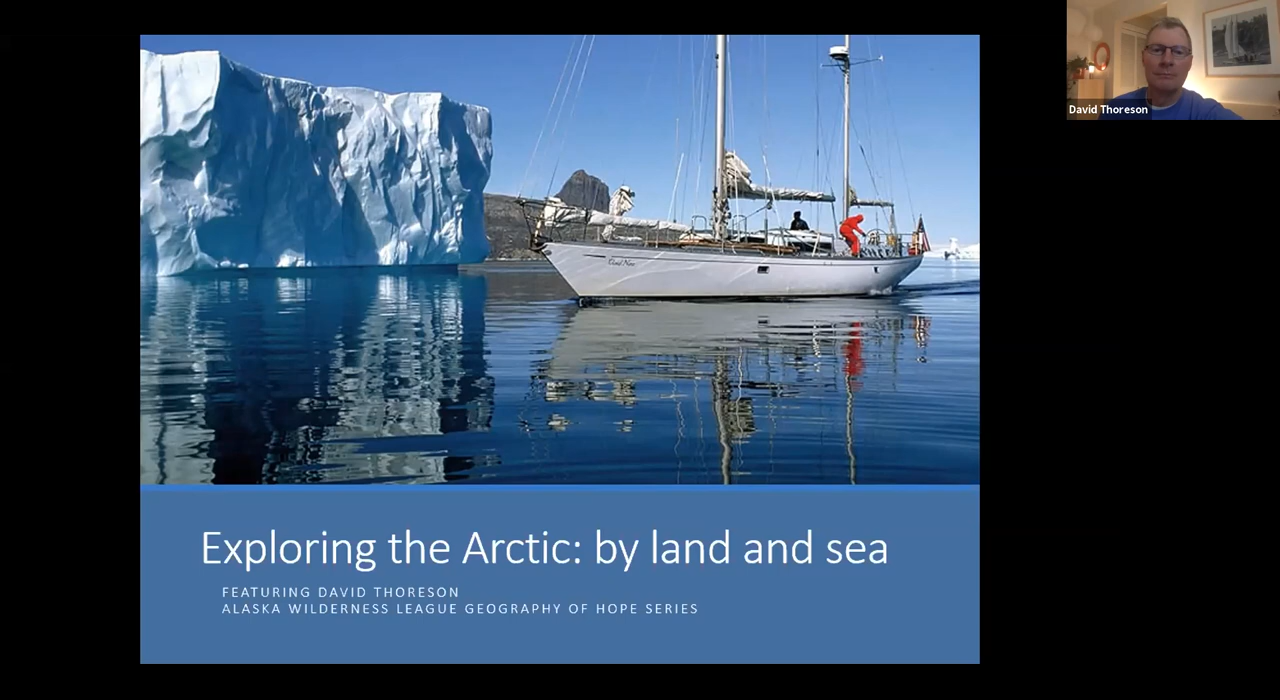 David Thoreson
Exploring the Arctic: by land and sea
FEATURING DAVID THORESON
ALASKA WILDERNESS LEAGUE GEOGRAPHY OF HOPE SERIES